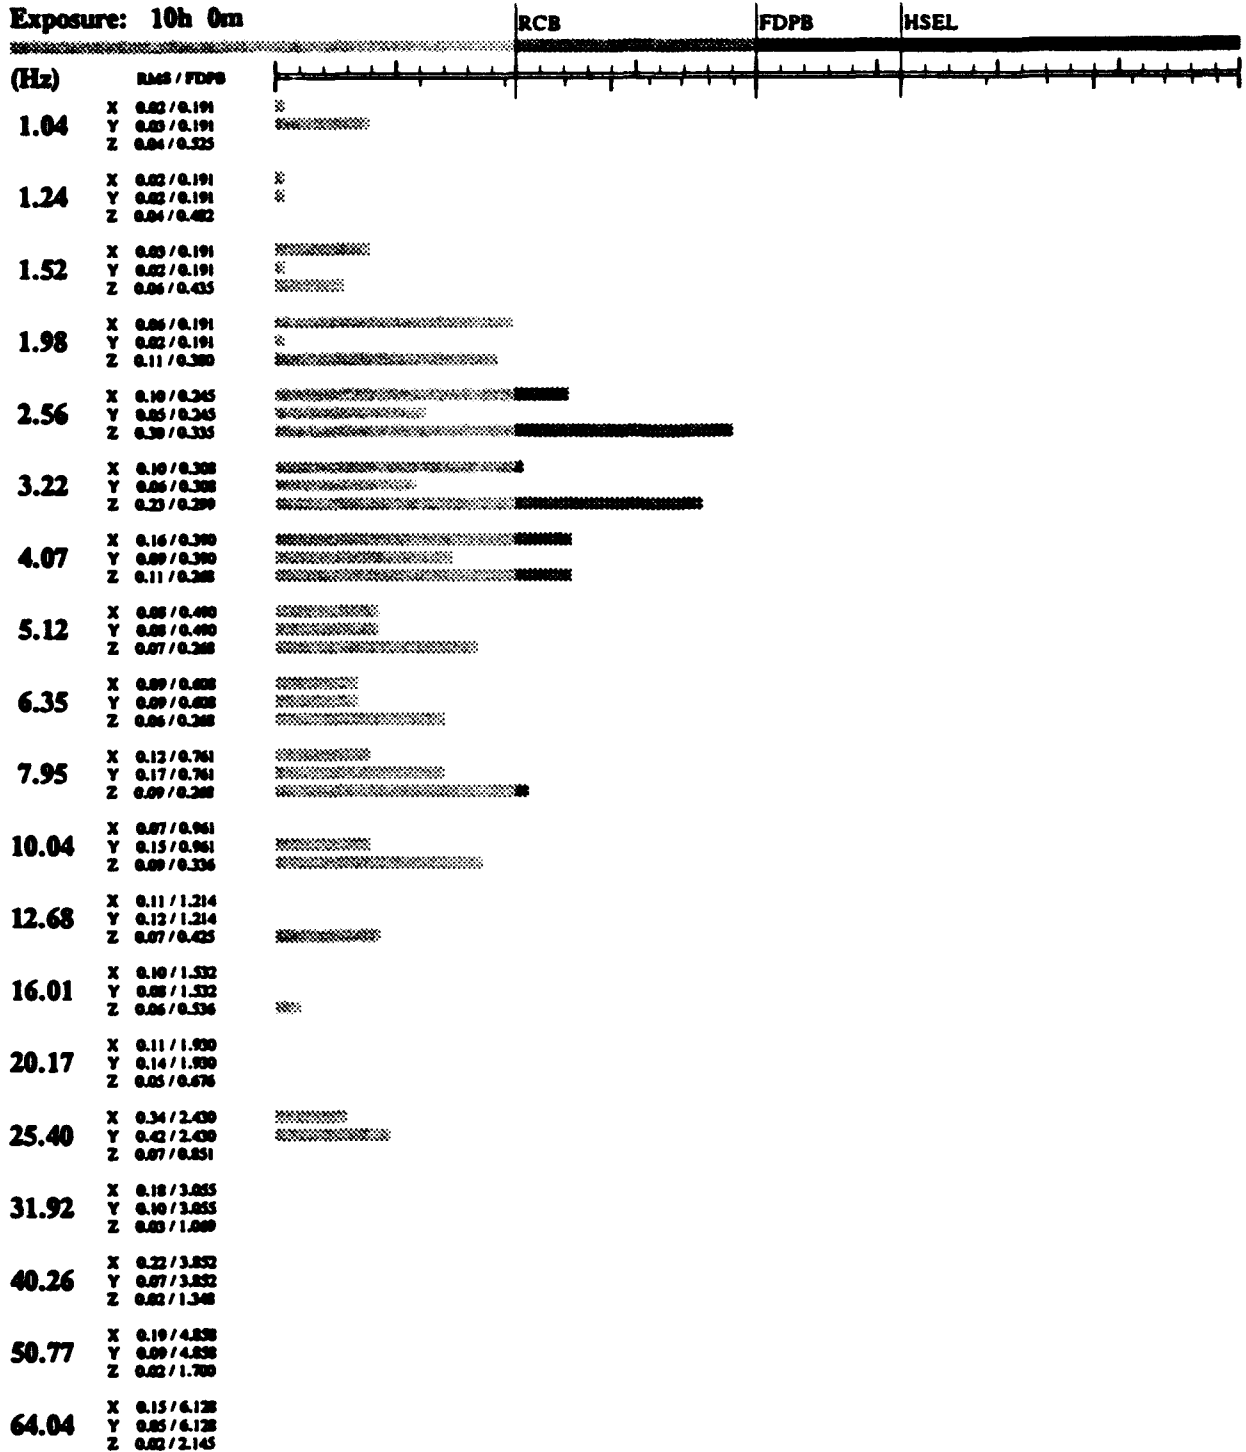 Exposure: 10h 0m RCB FDPB HSEL
(Hz) RMS / FDPB
1.04
X 0.02 / 0.191
Y 0.03 / 0.191
Z 0.04 / 0.525
1.24
X 0.02 / 0.191
Y 0.02 / 0.191
Z 0.04 / 0.482
1.52
X 0.03 / 0.191
Y 0.02 / 0.191
Z 0.06 / 0.435
1.98
X 0.06 / 0.191
Y 0.02 / 0.191
Z 0.11 / 0.380
2.56
X 0.10 / 0.245
Y 0.05 / 0.245
Z 0.30 / 0.335
3.22
X 0.10 / 0.308
Y 0.06 / 0.308
Z 0.23 / 0.299
4.07
X 0.16 / 0.390
Y 0.09 / 0.390
Z 0.11 / 0.268
5.12
X 0.08 / 0.490
Y 0.08 / 0.490
Z 0.07 / 0.268
6.35
X 0.09 / 0.608
Y 0.09 / 0.608
Z 0.06 / 0.268
7.95
X 0.12 / 0.761
Y 0.17 / 0.761
Z 0.09 / 0.268
10.04
X 0.07 / 0.961
Y 0.15 / 0.961
Z 0.09 / 0.336
12.68
X 0.11 / 1.214
Y 0.12 / 1.214
Z 0.07 / 0.425
16.01
X 0.10 / 1.532
Y 0.08 / 1.532
Z 0.06 / 0.536
20.17
X 0.11 / 1.930
Y 0.14 / 1.930
Z 0.05 / 0.676
25.40
X 0.34 / 2.430
Y 0.42 / 2.430
Z 0.07 / 0.851
31.92
X 0.18 / 3.055
Y 0.10 / 3.055
Z 0.03 / 1.069
40.26
X 0.22 / 3.852
Y 0.07 / 3.852
Z 0.02 / 1.348
50.77
X 0.19 / 4.858
Y 0.09 / 4.858
Z 0.02 / 1.700
64.04
X 0.15 / 6.128
Y 0.05 / 6.128
Z 0.02 / 2.145